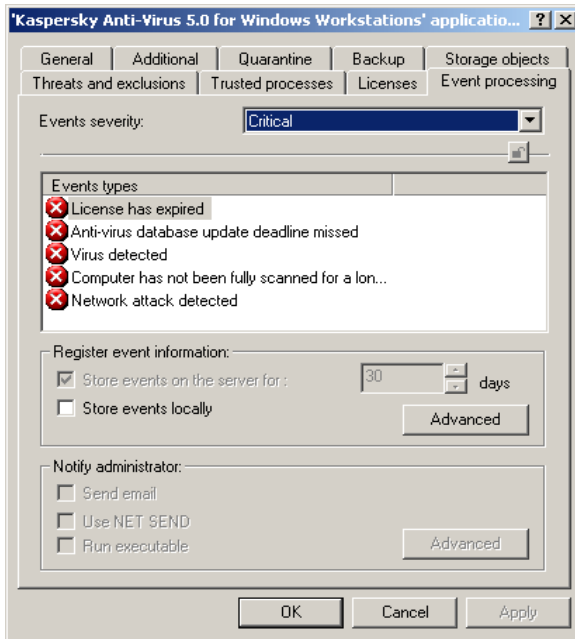 'Kaspersky Anti-Virus 5.0 for Windows Workstations' applicatio...
General Additional Quarantine Backup Storage objects
Threats and exclusions Trusted processes Licenses Event processing
Events severity: Critical
Events types
License has expired
Anti-virus database update deadline missed
Virus detected
Computer has not been fully scanned for a lon...
Network attack detected
Register event information:
Store events on the server for : 30 days
Store events locally
Advanced
Notify administrator:
Send email
Use NET SEND
Run executable
Advanced
OK Cancel Apply